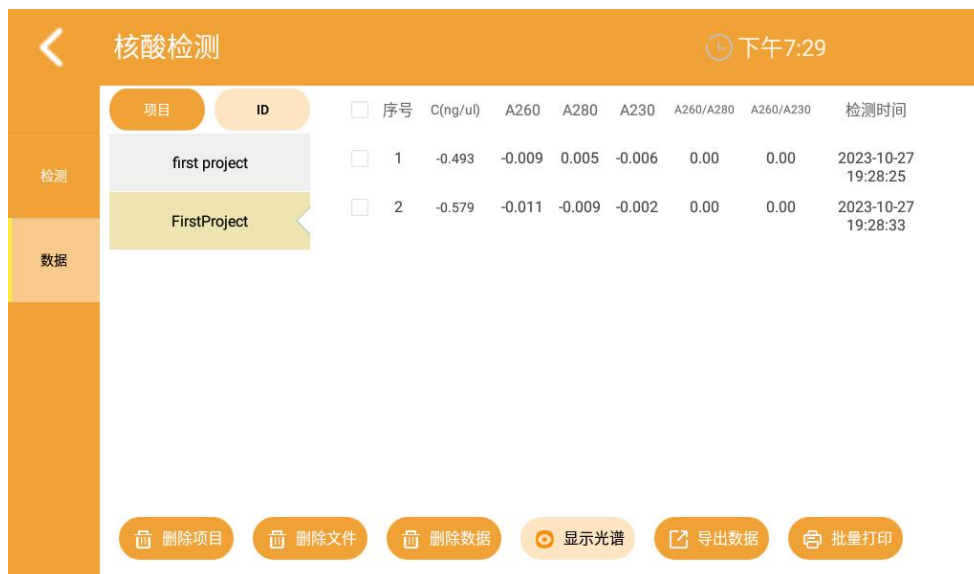 核酸检测
下午7:29
项目 ID
序号 C(ng/ul) A260 A280 A230 A260/A280 A260/A230 检测时间
first project
1 -0.493 -0.009 0.005 -0.006 0.00 0.00 2023-10-27
19:28:25
检测
FirstProject
2 -0.579 -0.011 -0.009 -0.002 0.00 0.00 2023-10-27
19:28:33
数据
删除项目 删除文件 删除数据 显示光谱 导出数据 批量打印